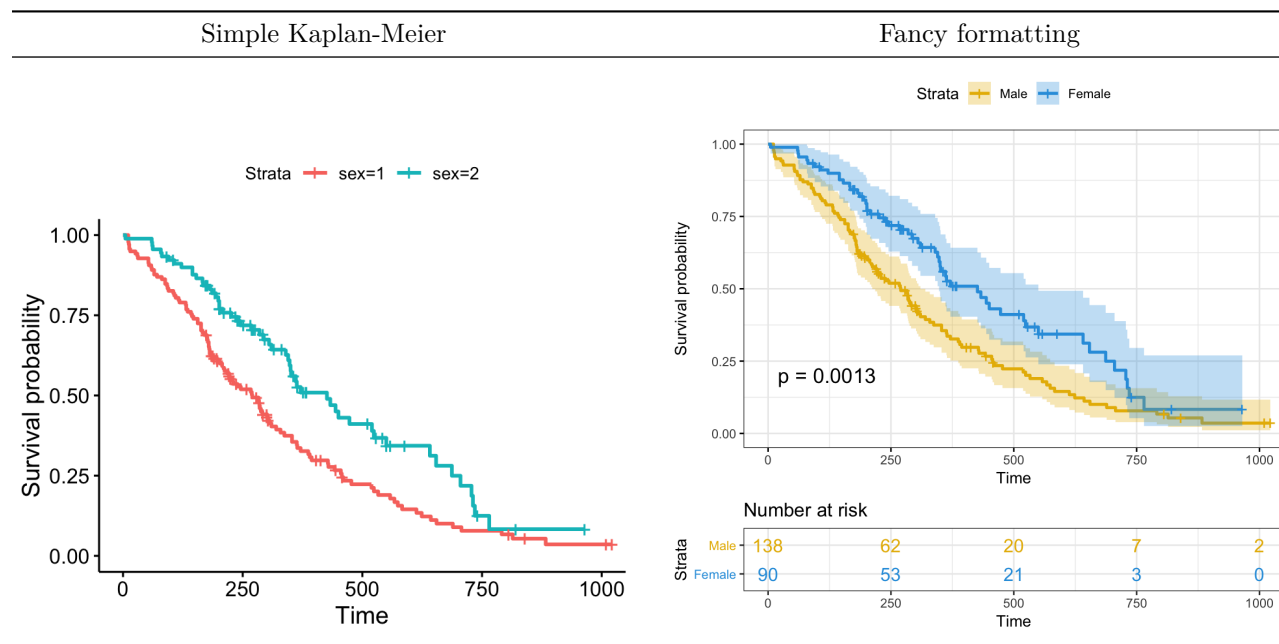 Simple Kaplan-Meier
Fancy formatting
Strata sex=1 sex=2
Survival probability
1.00
0.75
0.50
0.25
0.00
0 250 500 750 1000
Time
Strata Male Female
Survival probability
1.00
0.75
0.50
0.25
0.00
p = 0.0013
0 250 500 750 1000
Time
Number at risk
Strata
Male 138 62 20 7 2
Female 90 53 21 3 0
0 250 500 750 1000
Time